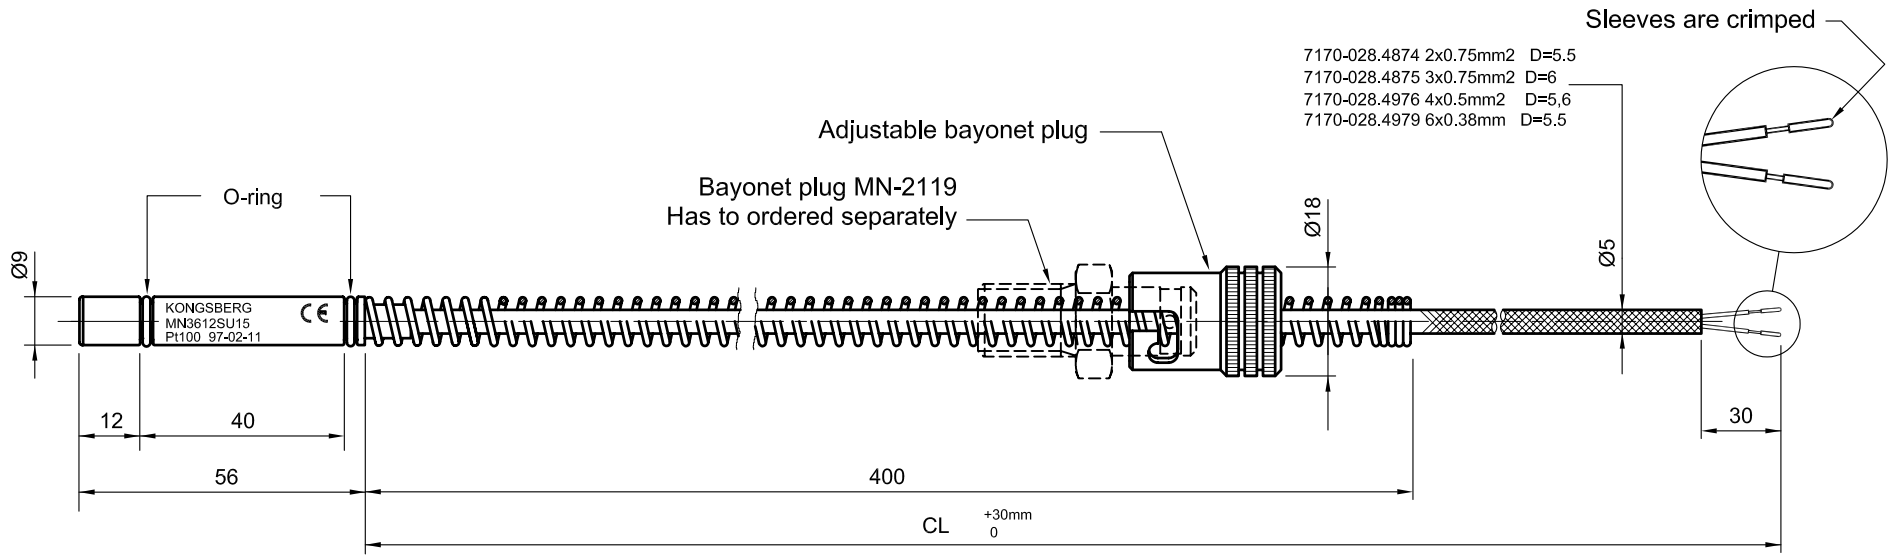 Sleeves are crimped
7170-028.4874 2x0.75mm2 D=5.5
7170-028.4875 3x0.75mm2 D=6
7170-028.4976 4x0.5mm2 D=5,6
7170-028.4979 6x0.38mm D=5.5
Adjustable bayonet plug
Bayonet plug MN-2119
Has to ordered separately
O-ring
Ø9
Ø18
Ø5
KONGSBERG
MN3612SU15
Pt100 97-02-11
CE
12
40
30
56
400
CL +30mm
0